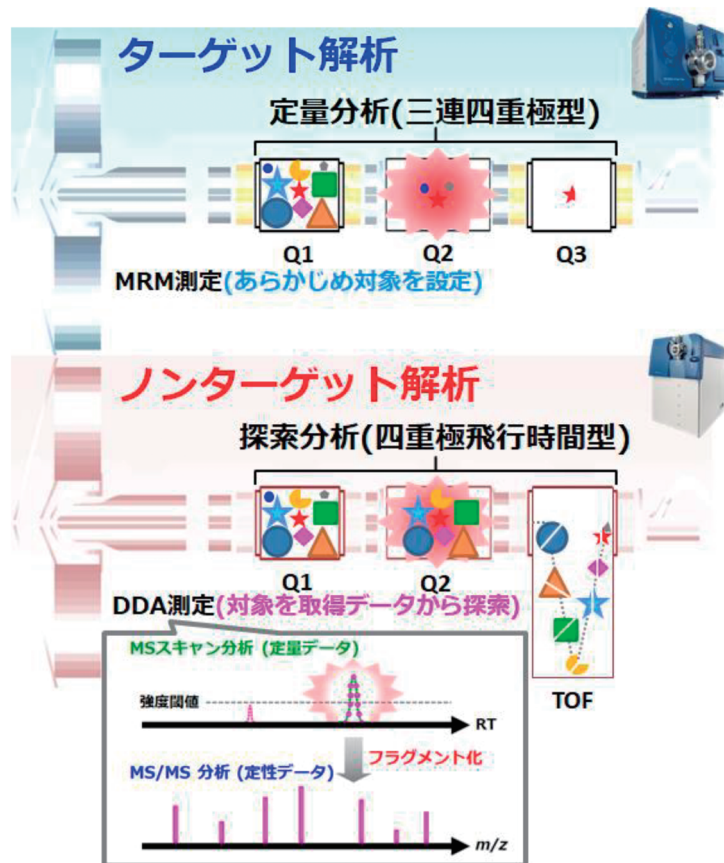 ターゲット解析
定量分析(三連四重極型)
Q1
Q2
Q3
MRM測定(あらかじめ対象を設定)
ノンターゲット解析
探索分析(四重極飛行時間型)
Q1
Q2
DDA測定(対象を取得データから探索)
TOF
MSスキャン分析 (定量データ)
強度閾値
RT
フラグメント化
MS/MS 分析 (定性データ)
m/z